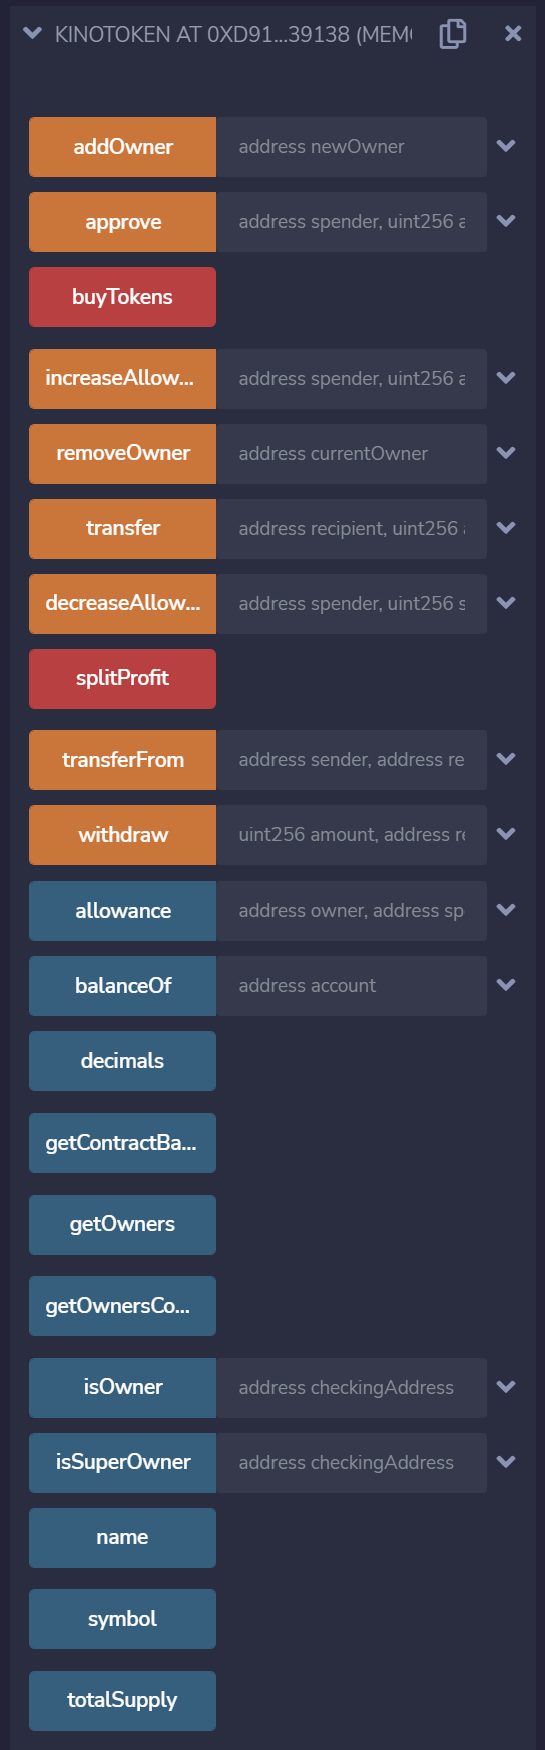 KINOTOKEN AT 0XD91...39138 (MEM
addOwner address newOwner
approve address spender, uint256 a
buyTokens
increaseAllow... address spender, uint256 a
removeOwner address currentOwner
transfer address recipient, uint256
decreaseAllow... address spender, uint256 s
splitProfit
transferFrom address sender, address re
withdraw uint256 amount, address re
allowance address owner, address sp
balanceOf address account
decimals
getContractBa...
getOwners
getOwnersCo...
isOwner address checkingAddress
isSuperOwner address checkingAddress
name
symbol
totalSupply